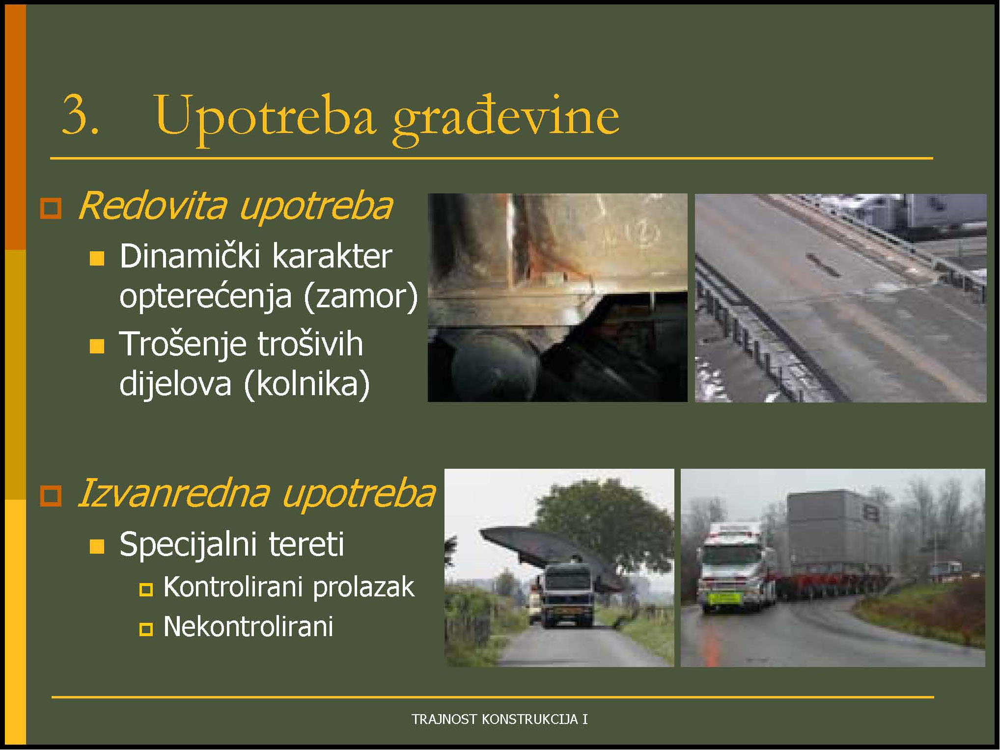 3. Upotreba građevine
Redovita upotreba
Dinamički karakter
opterećenja (zamor)
Trošenje trošivih
dijelova (kolnika)
Izvanredna upotreba
Specijalni tereti
Kontrolirani prolazak
Nekontrolirani
TRAJNOST KONSTRUKCIJA I